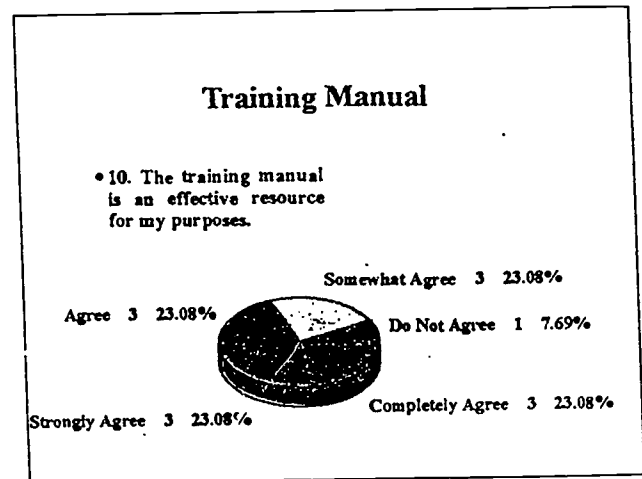 Training Manual
• 10. The training manual
is an effective resource
for my purposes.
Somewhat Agree 3 23.08%
Agree 3 23.08%
Do Not Agree 1 7.69%
Completely Agree 3 23.08%
Strongly Agree 3 23.08%